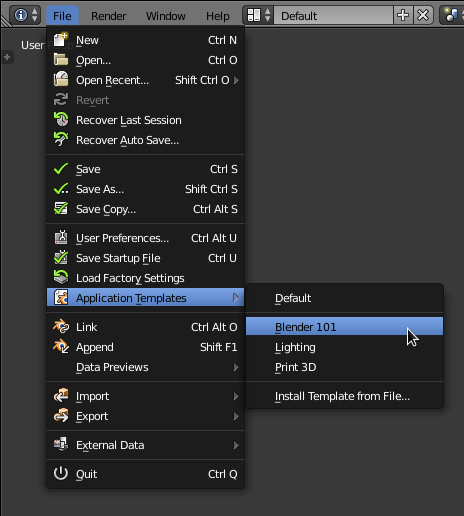 File Render Window Help Default
User
New Ctrl N
Open... Ctrl O
Open Recent... Shift Ctrl O
Revert
Recover Last Session
Recover Auto Save...
Save Ctrl S
Save As... Shift Ctrl S
Save Copy... Ctrl Alt S
User Preferences... Ctrl Alt U
Save Startup File Ctrl U
Load Factory Settings
Application Templates
Default
Link Ctrl Alt O
Blender 101
Append Shift F1
Lighting
Data Previews
Print 3D
Import
Install Template from File...
Export
External Data
Quit Ctrl Q